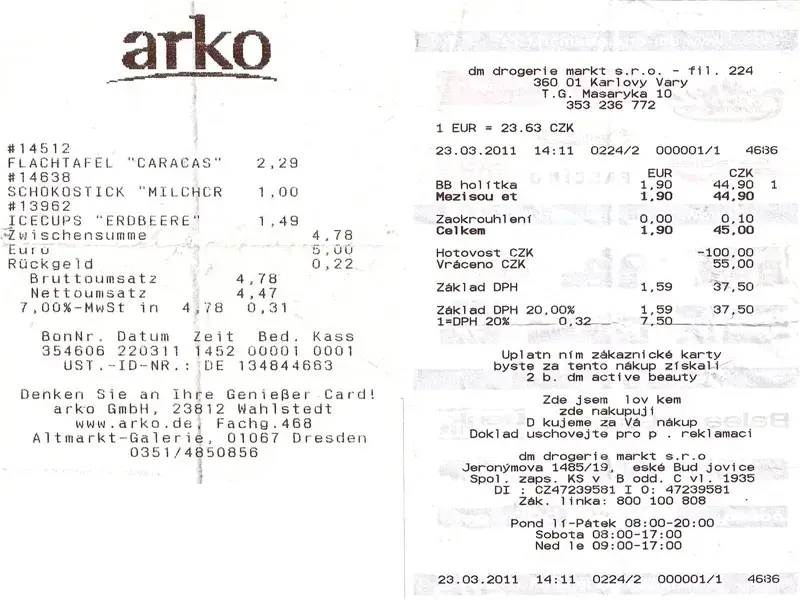 arko
#14512
FLACHTAFEL "CARACAS" 2,29
#14638
SCHOKOSTICK "MILCHCR 1,00
#13962
ICECUPS "ERDBEERE" 1,49
Zwischensumme 4,78
Euro 5,00
Rückgeld 0,22
Bruttoumsatz 4,78
Nettoumsatz 4,47
7,00%-MwSt in 4,78 0,31
BonNr. Datum Zeit Bed. Kass
354606 220311 1452 00001 0001
UST.-ID-NR.: DE 134844663
Denken Sie an Ihre Genießer Card!
arko GmbH, 23812 Wahlstedt
www.arko.de, Fachg.468
Altmarkt-Galerie, 01067 Dresden
0351/4850856
dm drogerie markt s.r.o. - fil. 224
360 01 Karlovy Vary
T.G. Masaryka 10
353 236 772
1 EUR = 23.63 CZK
23.03.2011 14:11 0224/2 000001/1 4686
EUR CZK
BB holítka 1,90 44,90 1
Mezisou et 1,90 44,90
Zaokrouhlení 0,00 0,10
Celkem 1,90 45,00
Hotovost CZK -100,00
Vráceno CZK 55,00
Základ DPH 1,59 37,50
Základ DPH 20,00% 1,59 37,50
1=DPH 20% 0,32 7,50
Uplatn ním zákaznické karty
byste za tento nákup získali
2 b. dm active beauty
Zde jsem lov kem
zde nakupuji
D kujeme za Vá nákup
Doklad uschovejte pro p . reklamaci
dm drogerie markt s.r.o
Jeronýmova 1485/19, eské Bud jovice
Spol. zaps. KS v B odd. C vl. 1935
DI : CZ47239581 I O: 47239581
Zák. linka: 800 100 808
Pond lí-Pátek 08:00-20:00
Sobota 08:00-17:00
Ned le 09:00-17:00
23.03.2011 14:11 0224/2 000001/1 4686